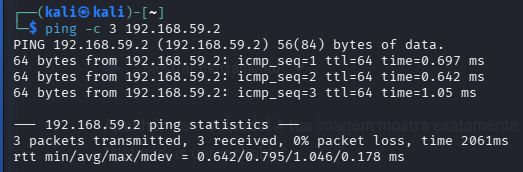 ┌──(kali㉿kali)-[~]
└─$ ping -c 3 192.168.59.2
PING 192.168.59.2 (192.168.59.2) 56(84) bytes of data.
64 bytes from 192.168.59.2: icmp_seq=1 ttl=64 time=0.697 ms
64 bytes from 192.168.59.2: icmp_seq=2 ttl=64 time=0.642 ms
64 bytes from 192.168.59.2: icmp_seq=3 ttl=64 time=1.05 ms
A tua imagem mostra exatamente
— 192.168.59.2 ping statistics —
3 packets transmitted, 3 received, 0% packet loss, time 2061ms
rtt min/avg/max/mdev = 0.642/0.795/1.046/0.178 ms